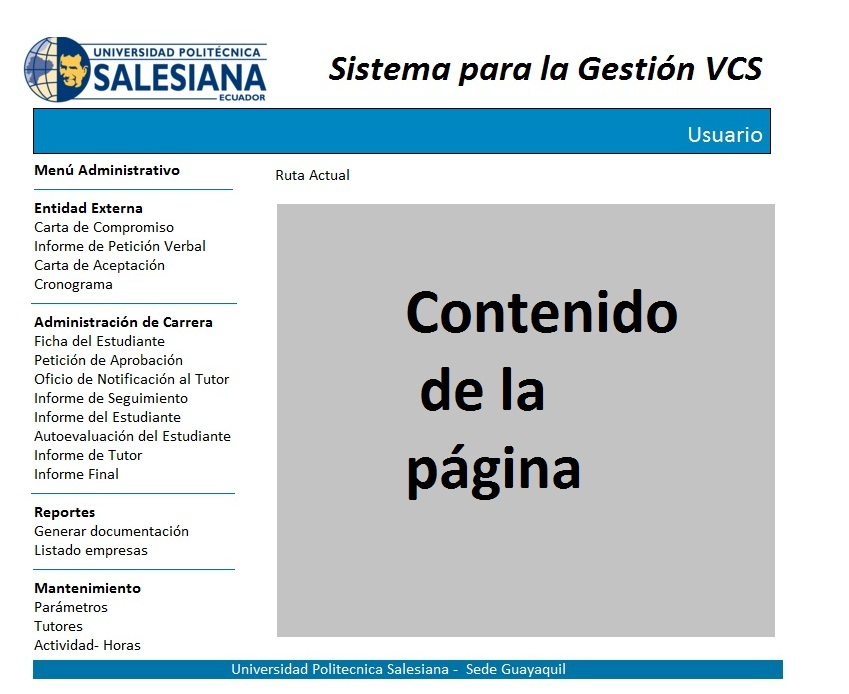 UNIVERSIDAD POLITÉCNICA
SALESIANA
ECUADOR
Sistema para la Gestión VCS
Usuario
Menú Administrativo
Ruta Actual
Entidad Externa
Carta de Compromiso
Informe de Petición Verbal
Carta de Aceptación
Cronograma
Administración de Carrera
Ficha del Estudiante
Petición de Aprobación
Oficio de Notificación al Tutor
Informe de Seguimiento
Informe del Estudiante
Autoevaluación del Estudiante
Informe de Tutor
Informe Final
Reportes
Generar documentación
Listado empresas
Mantenimiento
Parámetros
Tutores
Actividad- Horas
Contenido
de la
página
Universidad Politecnica Salesiana - Sede Guayaquil